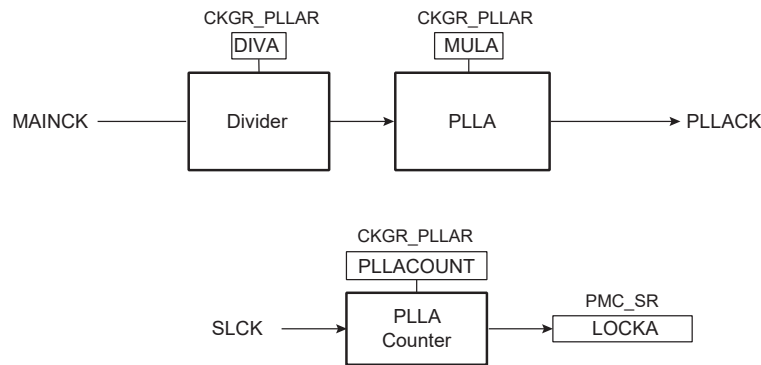 CKGR_PLLAR CKGR_PLLAR
DIVA MULA
MAINCK Divider PLLA PLLACK
CKGR_PLLAR
PLLACOUNT
PMC_SR
SLCK PLLA LOCKA
Counter